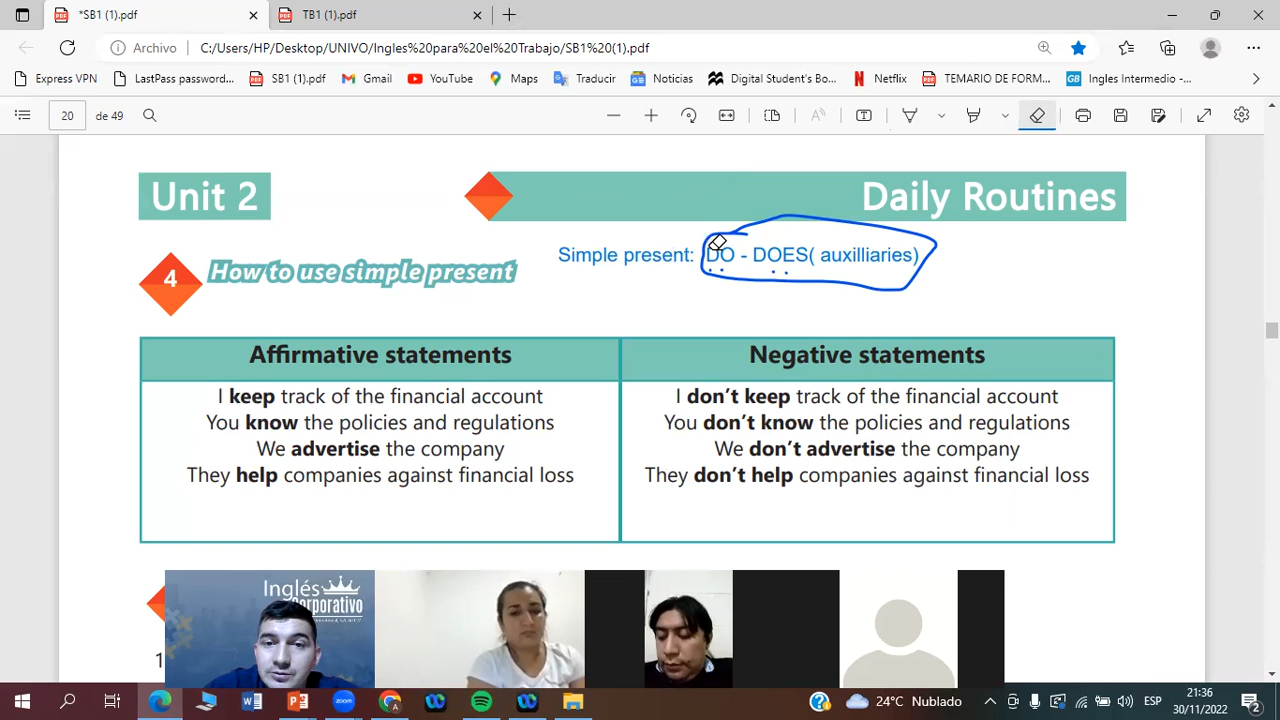 *SB1 (1).pdf
TB1 (1).pdf
Archivo
C:/Users/HP/Desktop/UNIVO/Ingles%20para%20el%20Trabajo/SB1%20(1).pdf
Express VPN
LastPass password...
SB1 (1).pdf
Gmail
YouTube
Maps
Traducir
Noticias
Digital Student's Bo...
Netflix
TEMARIO DE FORM...
Ingles Intermedio -...
20 de 49
Unit 2
Daily Routines
Simple present: DO - DOES( auxilliaries)
4 How to use simple present
Affirmative statements
I keep track of the financial account
You know the policies and regulations
We advertise the company
They help companies against financial loss
Negative statements
I don't keep track of the financial account
You don't know the policies and regulations
We don't advertise the company
They don't help companies against financial loss
Inglés
Corporativo
1
24°C Nublado
ESP
21:36
30/11/2022
2